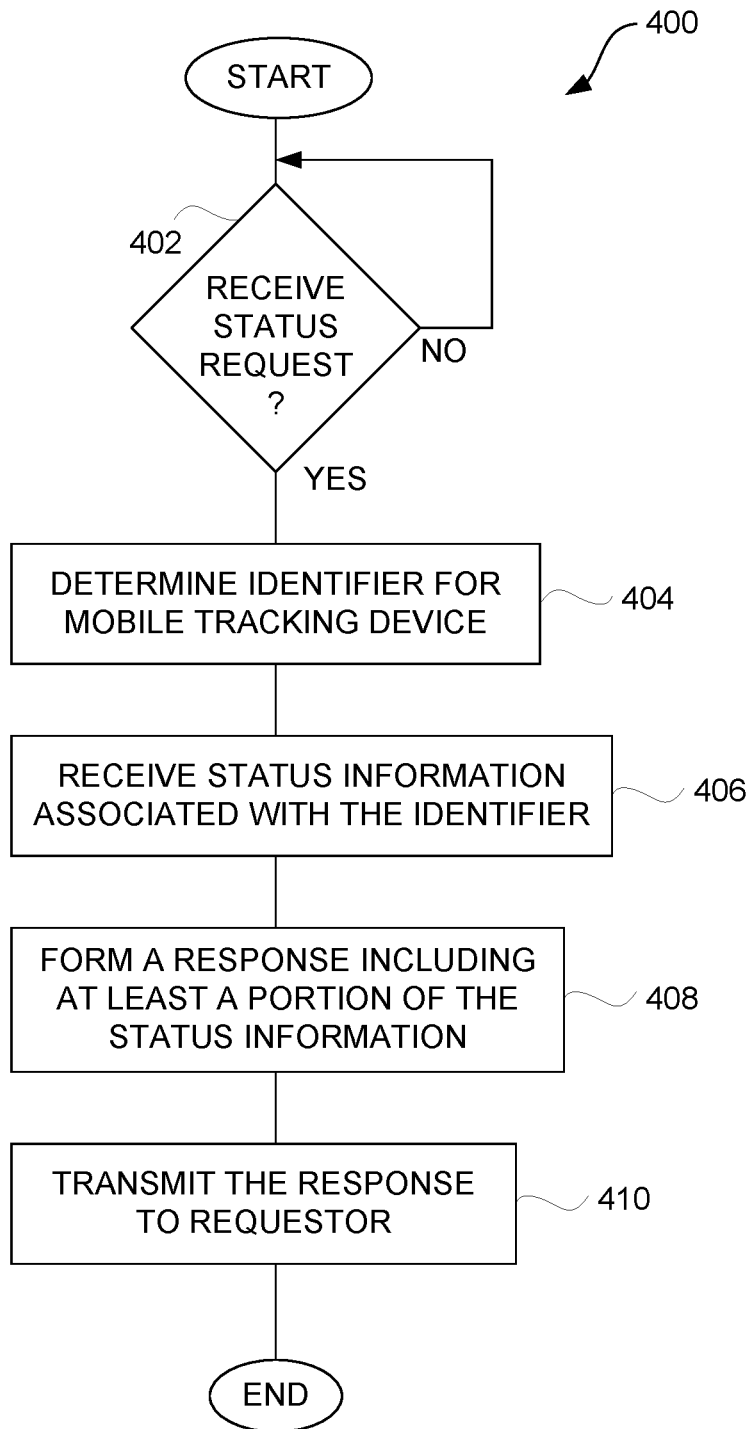 400
START
402
RECEIVE
STATUS
REQUEST
?
NO
YES
DETERMINE IDENTIFIER FOR
MOBILE TRACKING DEVICE
404
RECEIVE STATUS INFORMATION
ASSOCIATED WITH THE IDENTIFIER
406
FORM A RESPONSE INCLUDING
AT LEAST A PORTION OF THE
STATUS INFORMATION
408
TRANSMIT THE RESPONSE
TO REQUESTOR
410
END